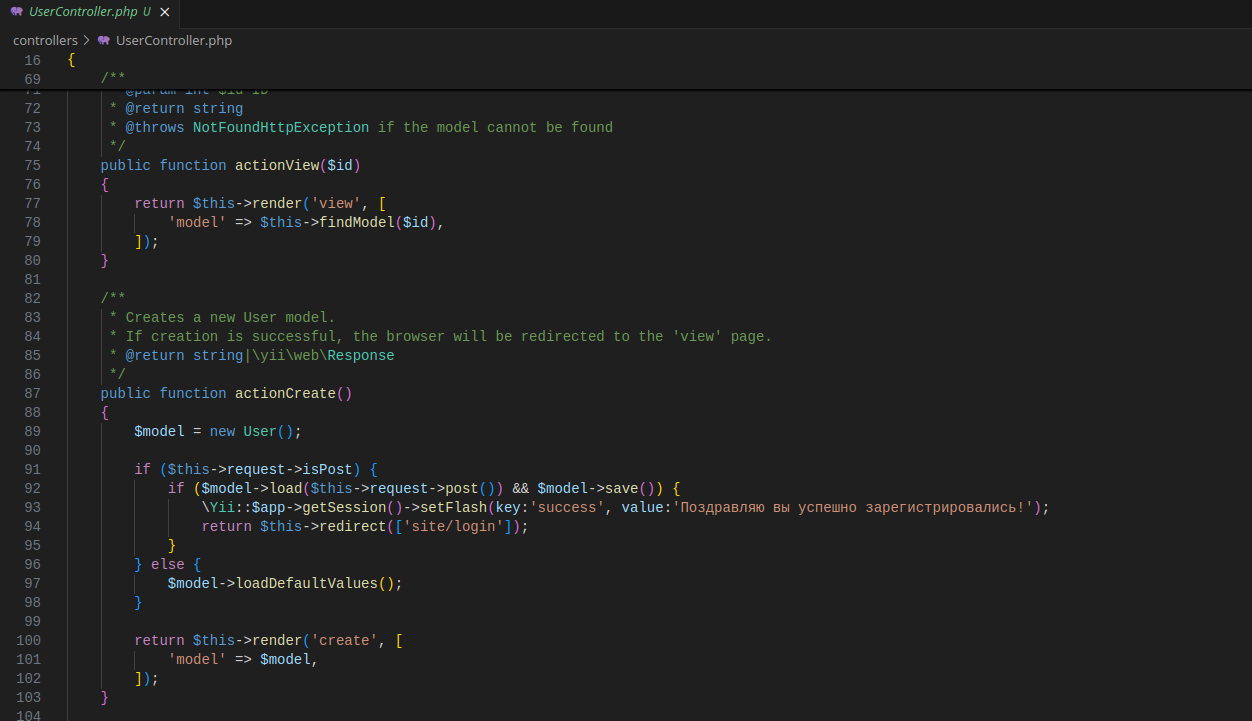 UserController.php U ×
controllers > UserController.php
16 {
69 /**
71 * @param int $id ID
72 * @return string
73 * @throws NotFoundHttpException if the model cannot be found
74 */
75 public function actionView($id)
76 {
77 return $this->render('view', [
78 'model' => $this->findModel($id),
79 ]);
80 }
81
82 /**
83 * Creates a new User model.
84 * If creation is successful, the browser will be redirected to the 'view' page.
85 * @return string|\yii\web\Response
86 */
87 public function actionCreate()
88 {
89 $model = new User();
90
91 if ($this->request->isPost) {
92 if ($model->load($this->request->post()) && $model->save()) {
93 \Yii::$app->getSession()->setFlash(key:'success', value:'Поздравляю вы успешно зарегистрировались!');
94 return $this->redirect(['site/login']);
95 }
96 } else {
97 $model->loadDefaultValues();
98 }
99
100 return $this->render('create', [
101 'model' => $model,
102 ]);
103 }
104